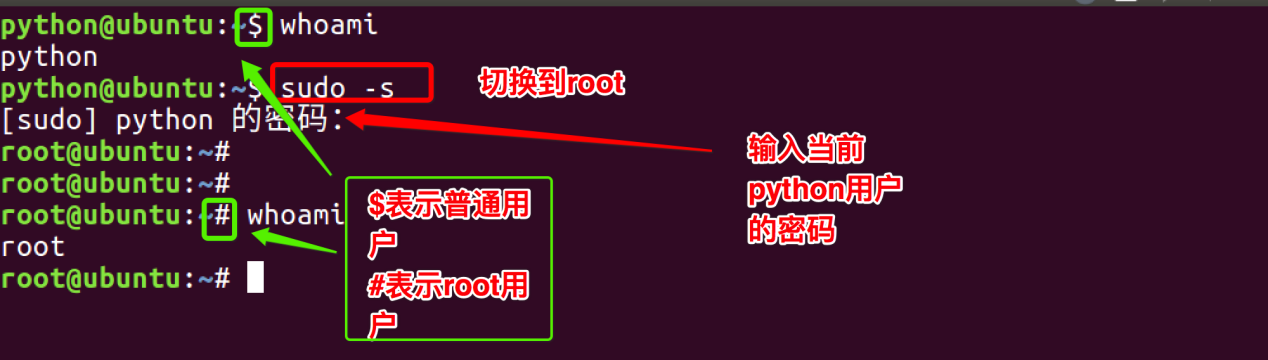 python@ubuntu:~$ whoami
python
python@ubuntu:~$ sudo -s
切换到root
[sudo] python 的密码：
root@ubuntu:~#
root@ubuntu:~#
root@ubuntu:~# whoami
root
root@ubuntu:~#
输入当前
python用户
的密码
$表示普通用
户
#表示root用
户